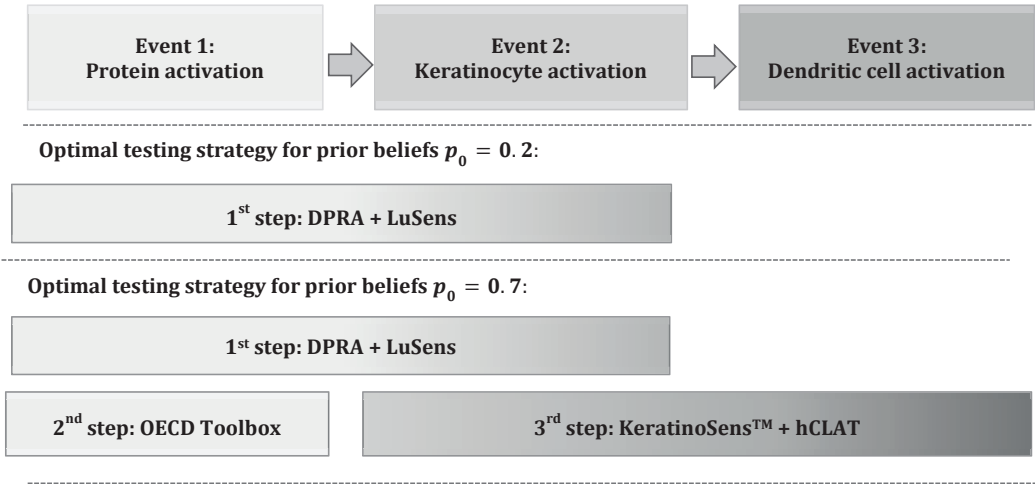 Event 1:
Protein activation
Event 2:
Keratinocyte activation
Event 3:
Dendritic cell activation
Optimal testing strategy for prior beliefs p₀ = 0. 2:
1st step: DPRA + LuSens
Optimal testing strategy for prior beliefs p₀ = 0. 7:
1st step: DPRA + LuSens
2nd step: OECD Toolbox
3rd step: KeratinoSens™ + hCLAT